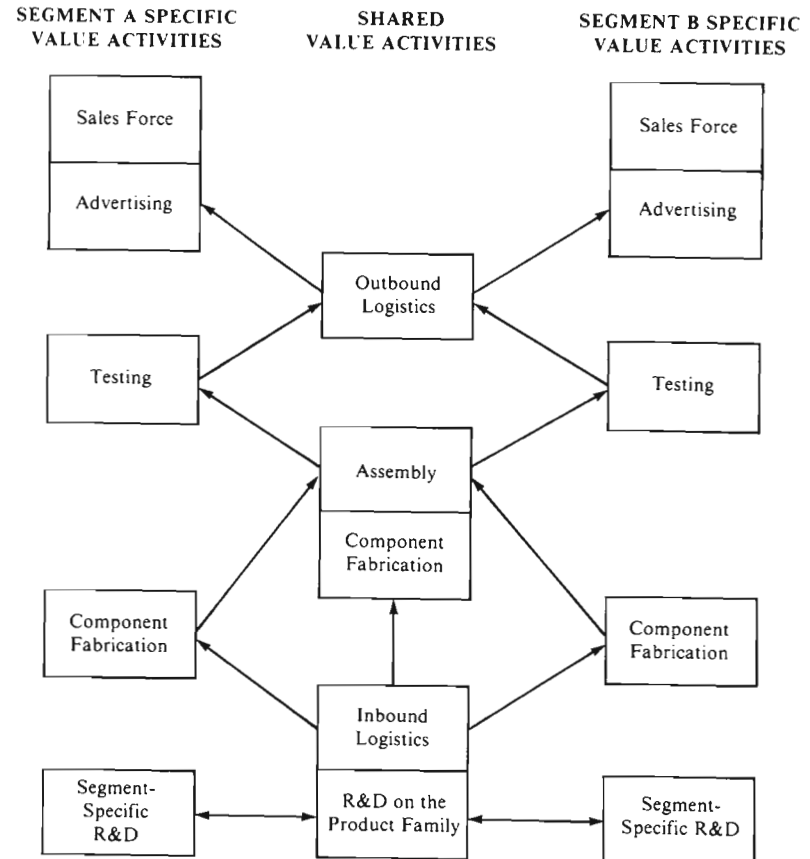 SEGMENT A SPECIFIC
VALUE ACTIVITIES
SHARED
VALUE ACTIVITIES
SEGMENT B SPECIFIC
VALUE ACTIVITIES
Sales Force
Sales Force
Advertising
Advertising
Outbound
Logistics
Testing
Testing
Assembly
Component
Fabrication
Component
Fabrication
Component
Fabrication
Inbound
Logistics
Segment-
Specific
R&D
R&D on the
Product Family
Segment-
Specific R&D